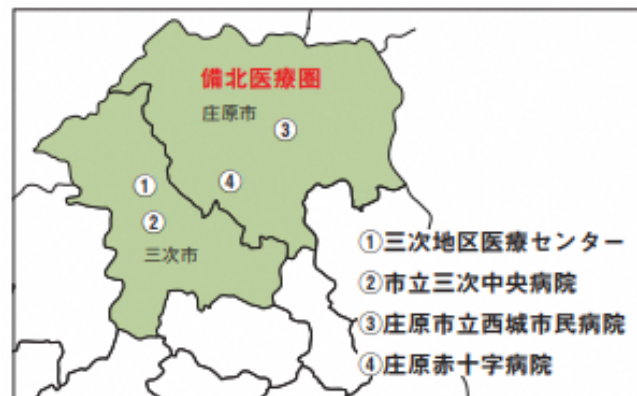 備北医療圏
庄原市
③
④
①
②
三次市
①三次地区医療センター
②市立三次中央病院
③庄原市立西城市民病院
④庄原赤十字病院